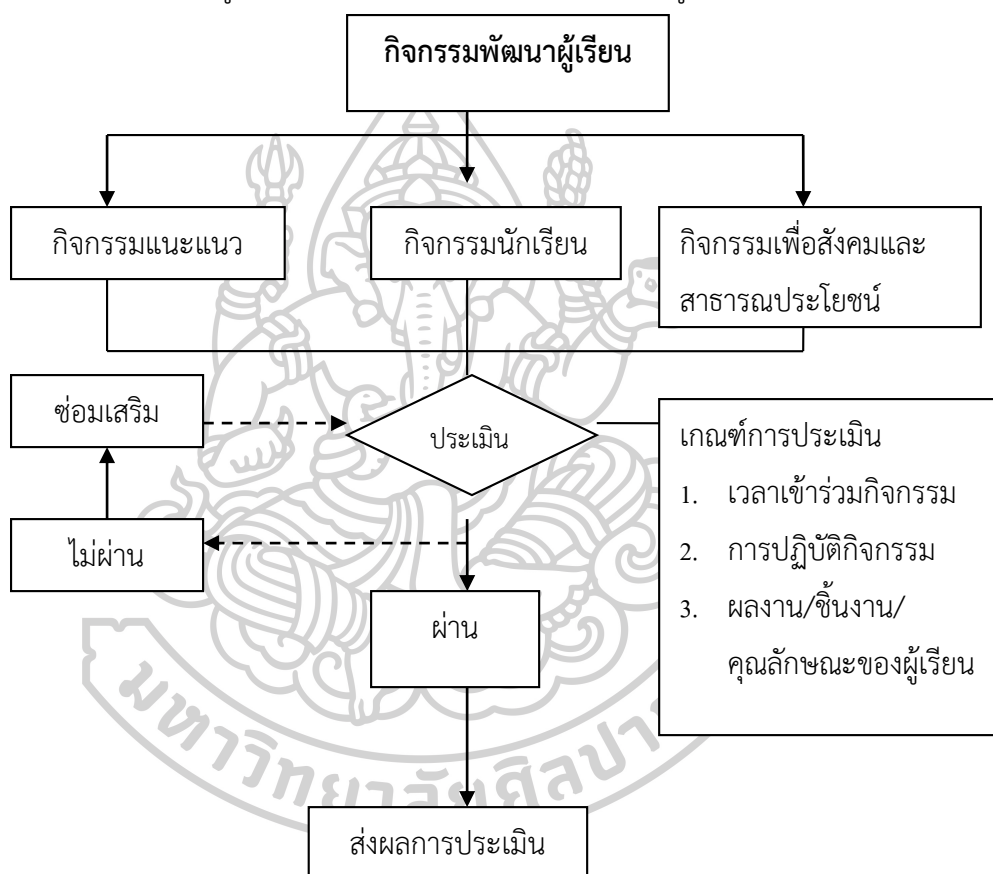 กิจกรรมพัฒนาผู้เรียน
กิจกรรมแนะแนว
กิจกรรมนักเรียน
กิจกรรมเพื่อสังคมและ
สาธารณประโยชน์
ซ่อมเสริม
ประเมิน
เกณฑ์การประเมิน
1. เวลาเข้าร่วมกิจกรรม
2. การปฏิบัติกิจกรรม
3. ผลงาน/ชิ้นงาน/
คุณลักษณะของผู้เรียน
ไม่ผ่าน
ผ่าน
ส่งผลการประเมิน